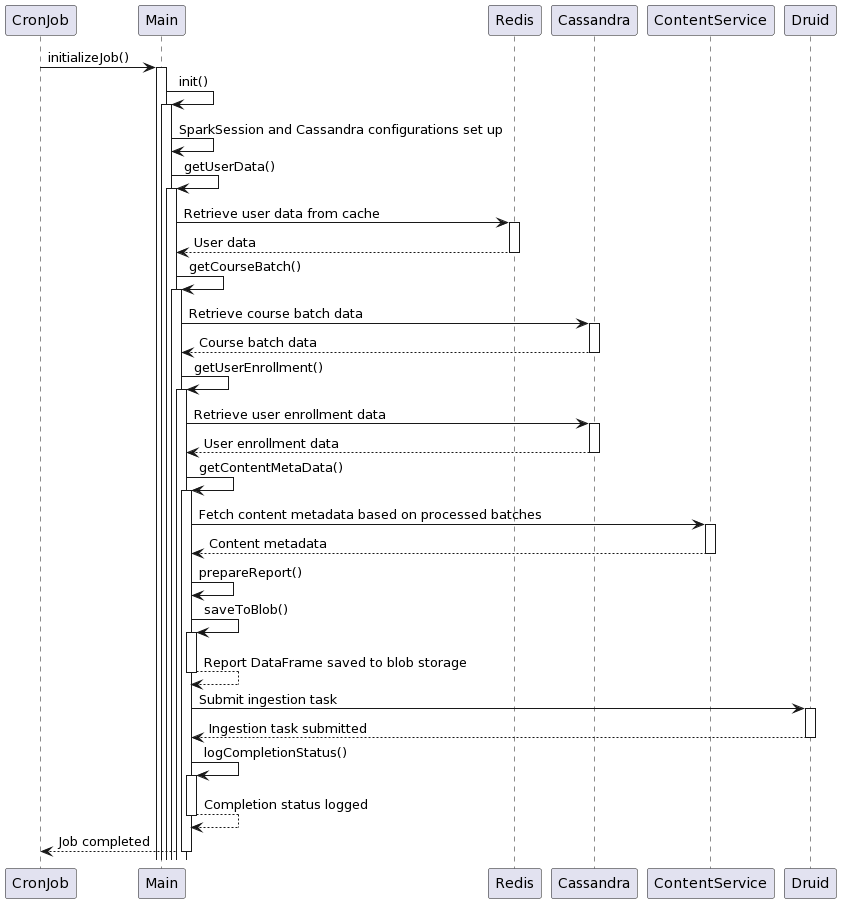 CronJob Main Redis Cassandra ContentService Druid
initializeJob()
init()
SparkSession and Cassandra configurations set up
getUserData()
Retrieve user data from cache
User data
getCourseBatch()
Retrieve course batch data
Course batch data
getUserEnrollment()
Retrieve user enrollment data
User enrollment data
getContentMetaData()
Fetch content metadata based on processed batches
Content metadata
prepareReport()
saveToBlob()
Report DataFrame saved to blob storage
Submit ingestion task
Ingestion task submitted
logCompletionStatus()
Completion status logged
Job completed
CronJob Main Redis Cassandra ContentService Druid